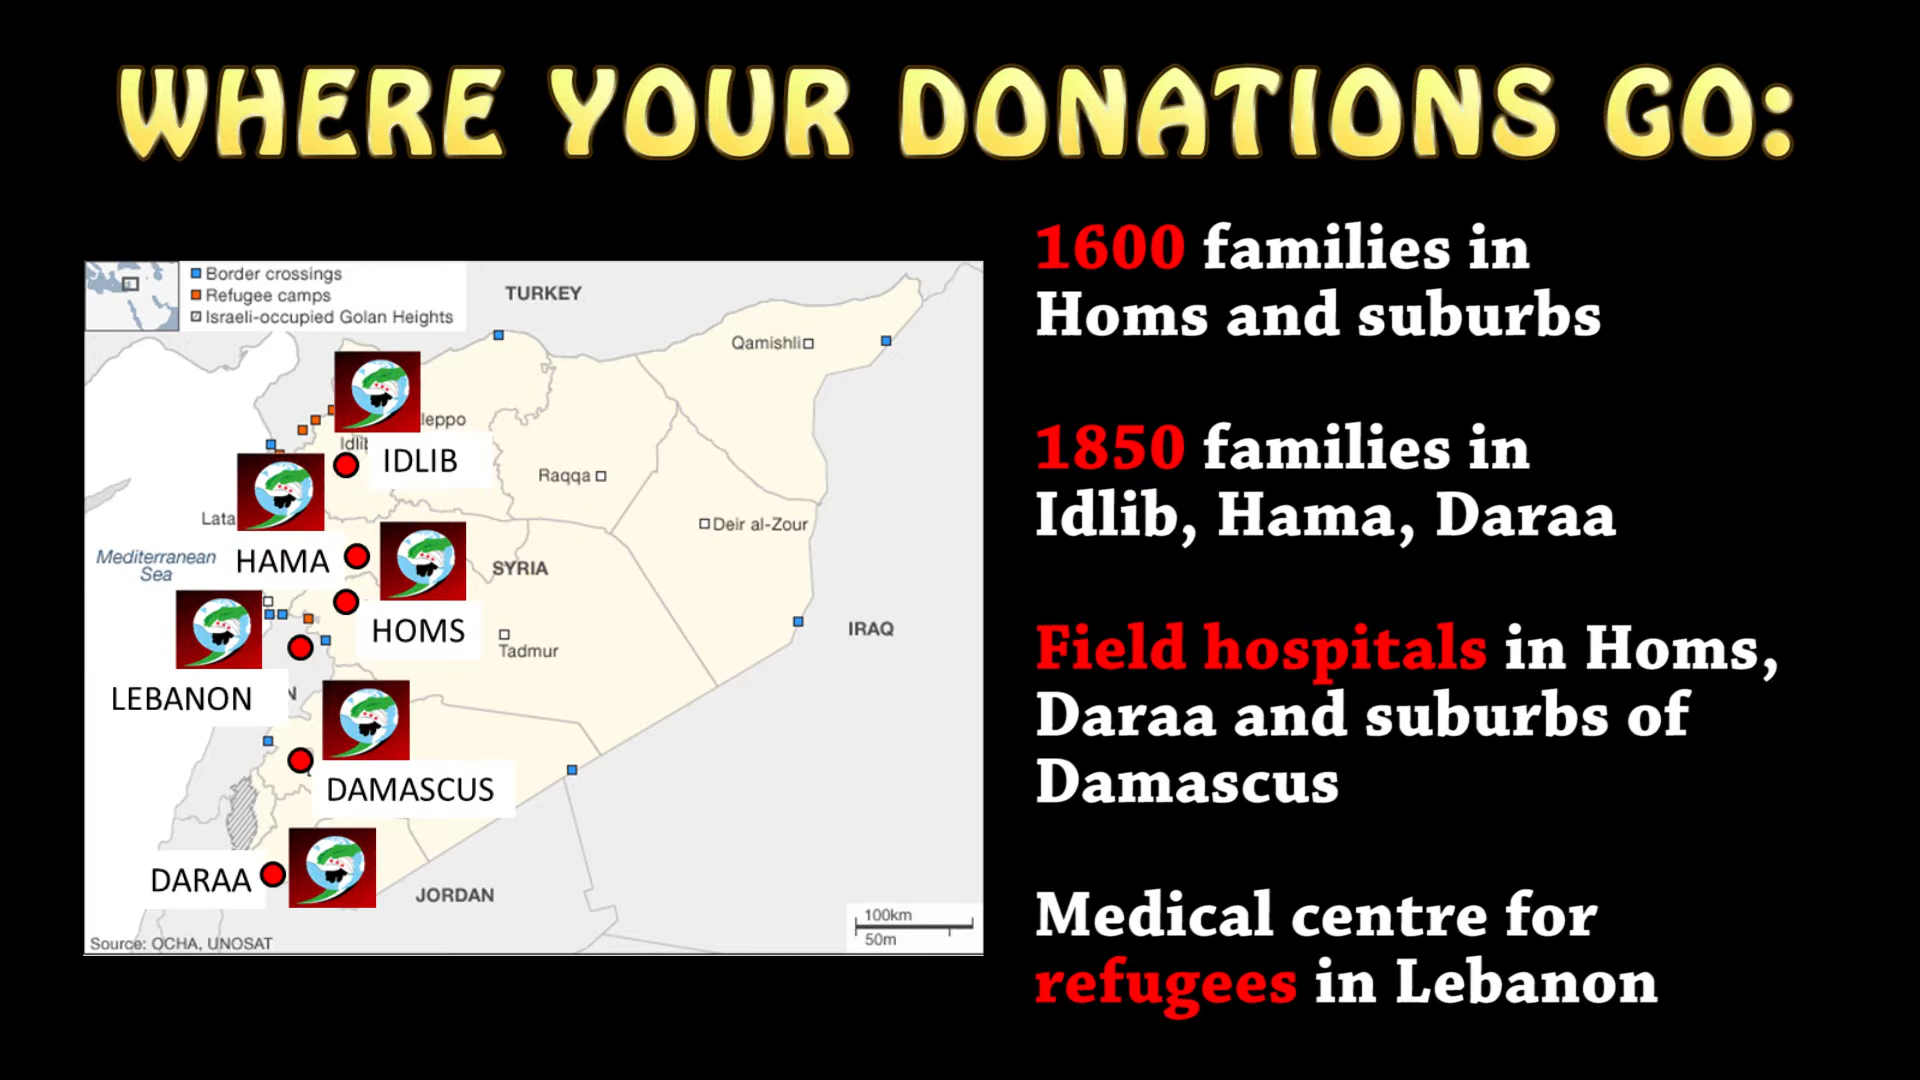 WHERE YOUR DONATIONS GO:
Border crossings
Refugee camps
Israeli-occupied Golan Heights
TURKEY
Qamishli
leppo
Idli
IDLIB
Raqqa
Lata
Deir al-Zour
Mediterranean
Sea
HAMA
SYRIA
HOMS
Tadmur
IRAQ
LEBANON
N
DAMASCUS
DARAA
JORDAN
100km
50m
Source: OCHA, UNOSAT
1600 families in
Homs and suburbs
1850 families in
Idlib, Hama, Daraa
Field hospitals in Homs,
Daraa and suburbs of
Damascus
Medical centre for
refugees in Lebanon